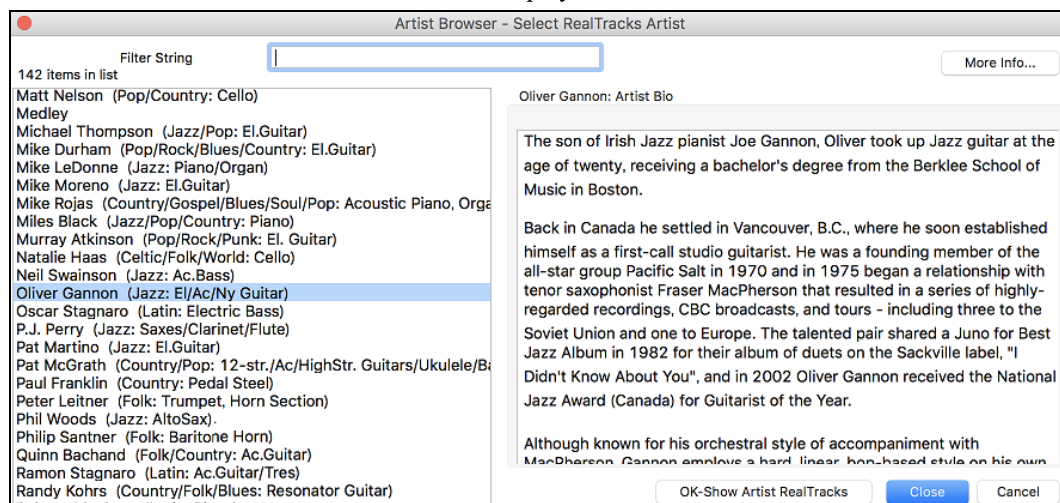 Artist Browser - Select RealTracks Artist
Filter String
142 items in list
More Info...
Matt Nelson (Pop/Country: Cello)
Medley
Michael Thompson (Jazz/Pop: El.Guitar)
Mike Durham (Pop/Rock/Blues/Country: El.Guitar)
Mike LeDonne (Jazz: Piano/Organ)
Mike Moreno (Jazz: El.Guitar)
Mike Rojas (Country/Gospel/Blues/Soul/Pop: Acoustic Piano, Orga
Miles Black (Jazz/Pop/Country: Piano)
Murray Atkinson (Pop/Rock/Punk: El. Guitar)
Natalie Haas (Celtic/Folk/World: Cello)
Neil Swainson (Jazz: Ac.Bass)
Oliver Gannon (Jazz: El/Ac/Ny Guitar)
Oscar Stagnaro (Latin: Electric Bass)
P.J. Perry (Jazz: Saxes/Clarinet/Flute)
Pat Martino (Jazz: El.Guitar)
Pat McGrath (Country/Pop: 12-str./Ac/HighStr. Guitars/Ukulele/Ba
Paul Franklin (Country: Pedal Steel)
Peter Leitner (Folk: Trumpet, Horn Section)
Phil Woods (Jazz: AltoSax).
Philip Santner (Folk: Baritone Horn)
Quinn Bachand (Folk/Country: Ac.Guitar)
Ramon Stagnaro (Latin: Ac.Guitar/Tres)
Randy Kohrs (Country/Folk/Blues: Resonator Guitar)
Oliver Gannon: Artist Bio
The son of Irish Jazz pianist Joe Gannon, Oliver took up Jazz guitar at the
age of twenty, receiving a bachelor's degree from the Berklee School of
Music in Boston.
Back in Canada he settled in Vancouver, B.C., where he soon established
himself as a first-call studio guitarist. He was a founding member of the
all-star group Pacific Salt in 1970 and in 1975 began a relationship with
tenor saxophonist Fraser MacPherson that resulted in a series of highly-
regarded recordings, CBC broadcasts, and tours - including three to the
Soviet Union and one to Europe. The talented pair shared a Juno for Best
Jazz Album in 1982 for their album of duets on the Sackville label, "I
Didn't Know About You", and in 2002 Oliver Gannon received the National
Jazz Award (Canada) for Guitarist of the Year.
Although known for his orchestral style of accompaniment with
MacPherson, Gannon employs a hard, linear, bop-based style on his own
OK-Show Artist RealTracks
Close
Cancel